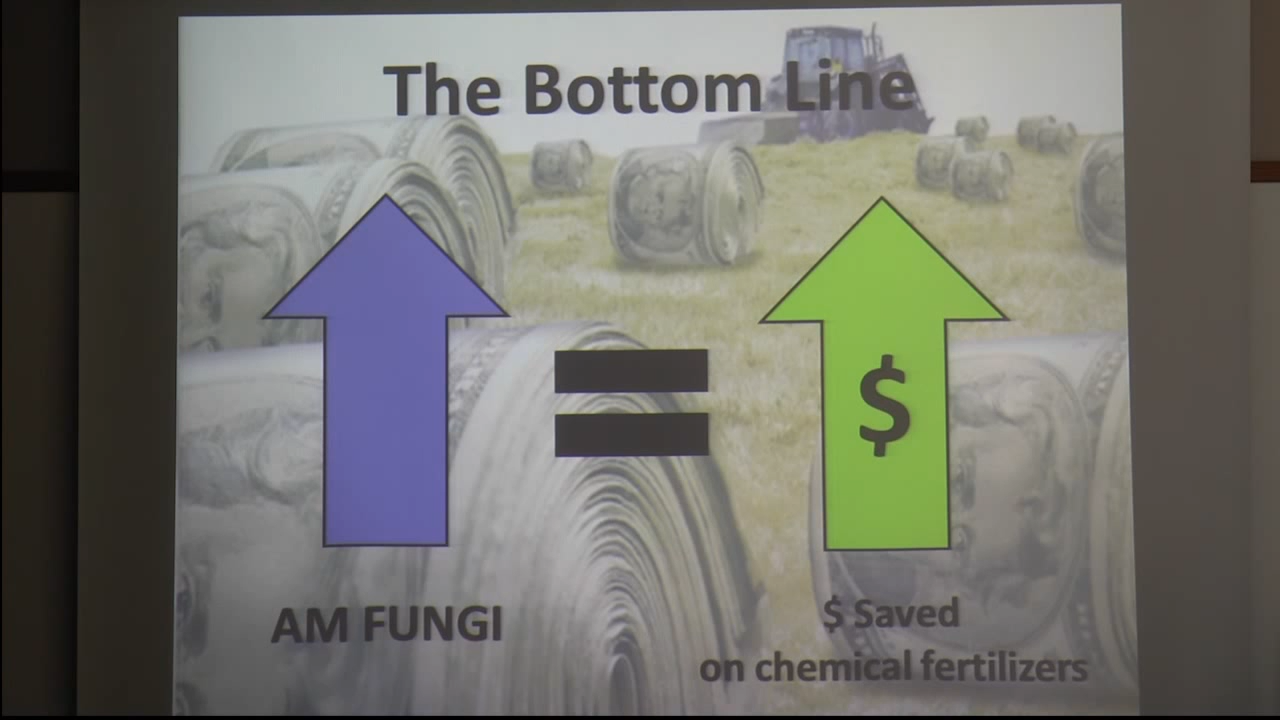 The Bottom Line
=
$
AM FUNGI
$ Saved
on chemical fertilizers